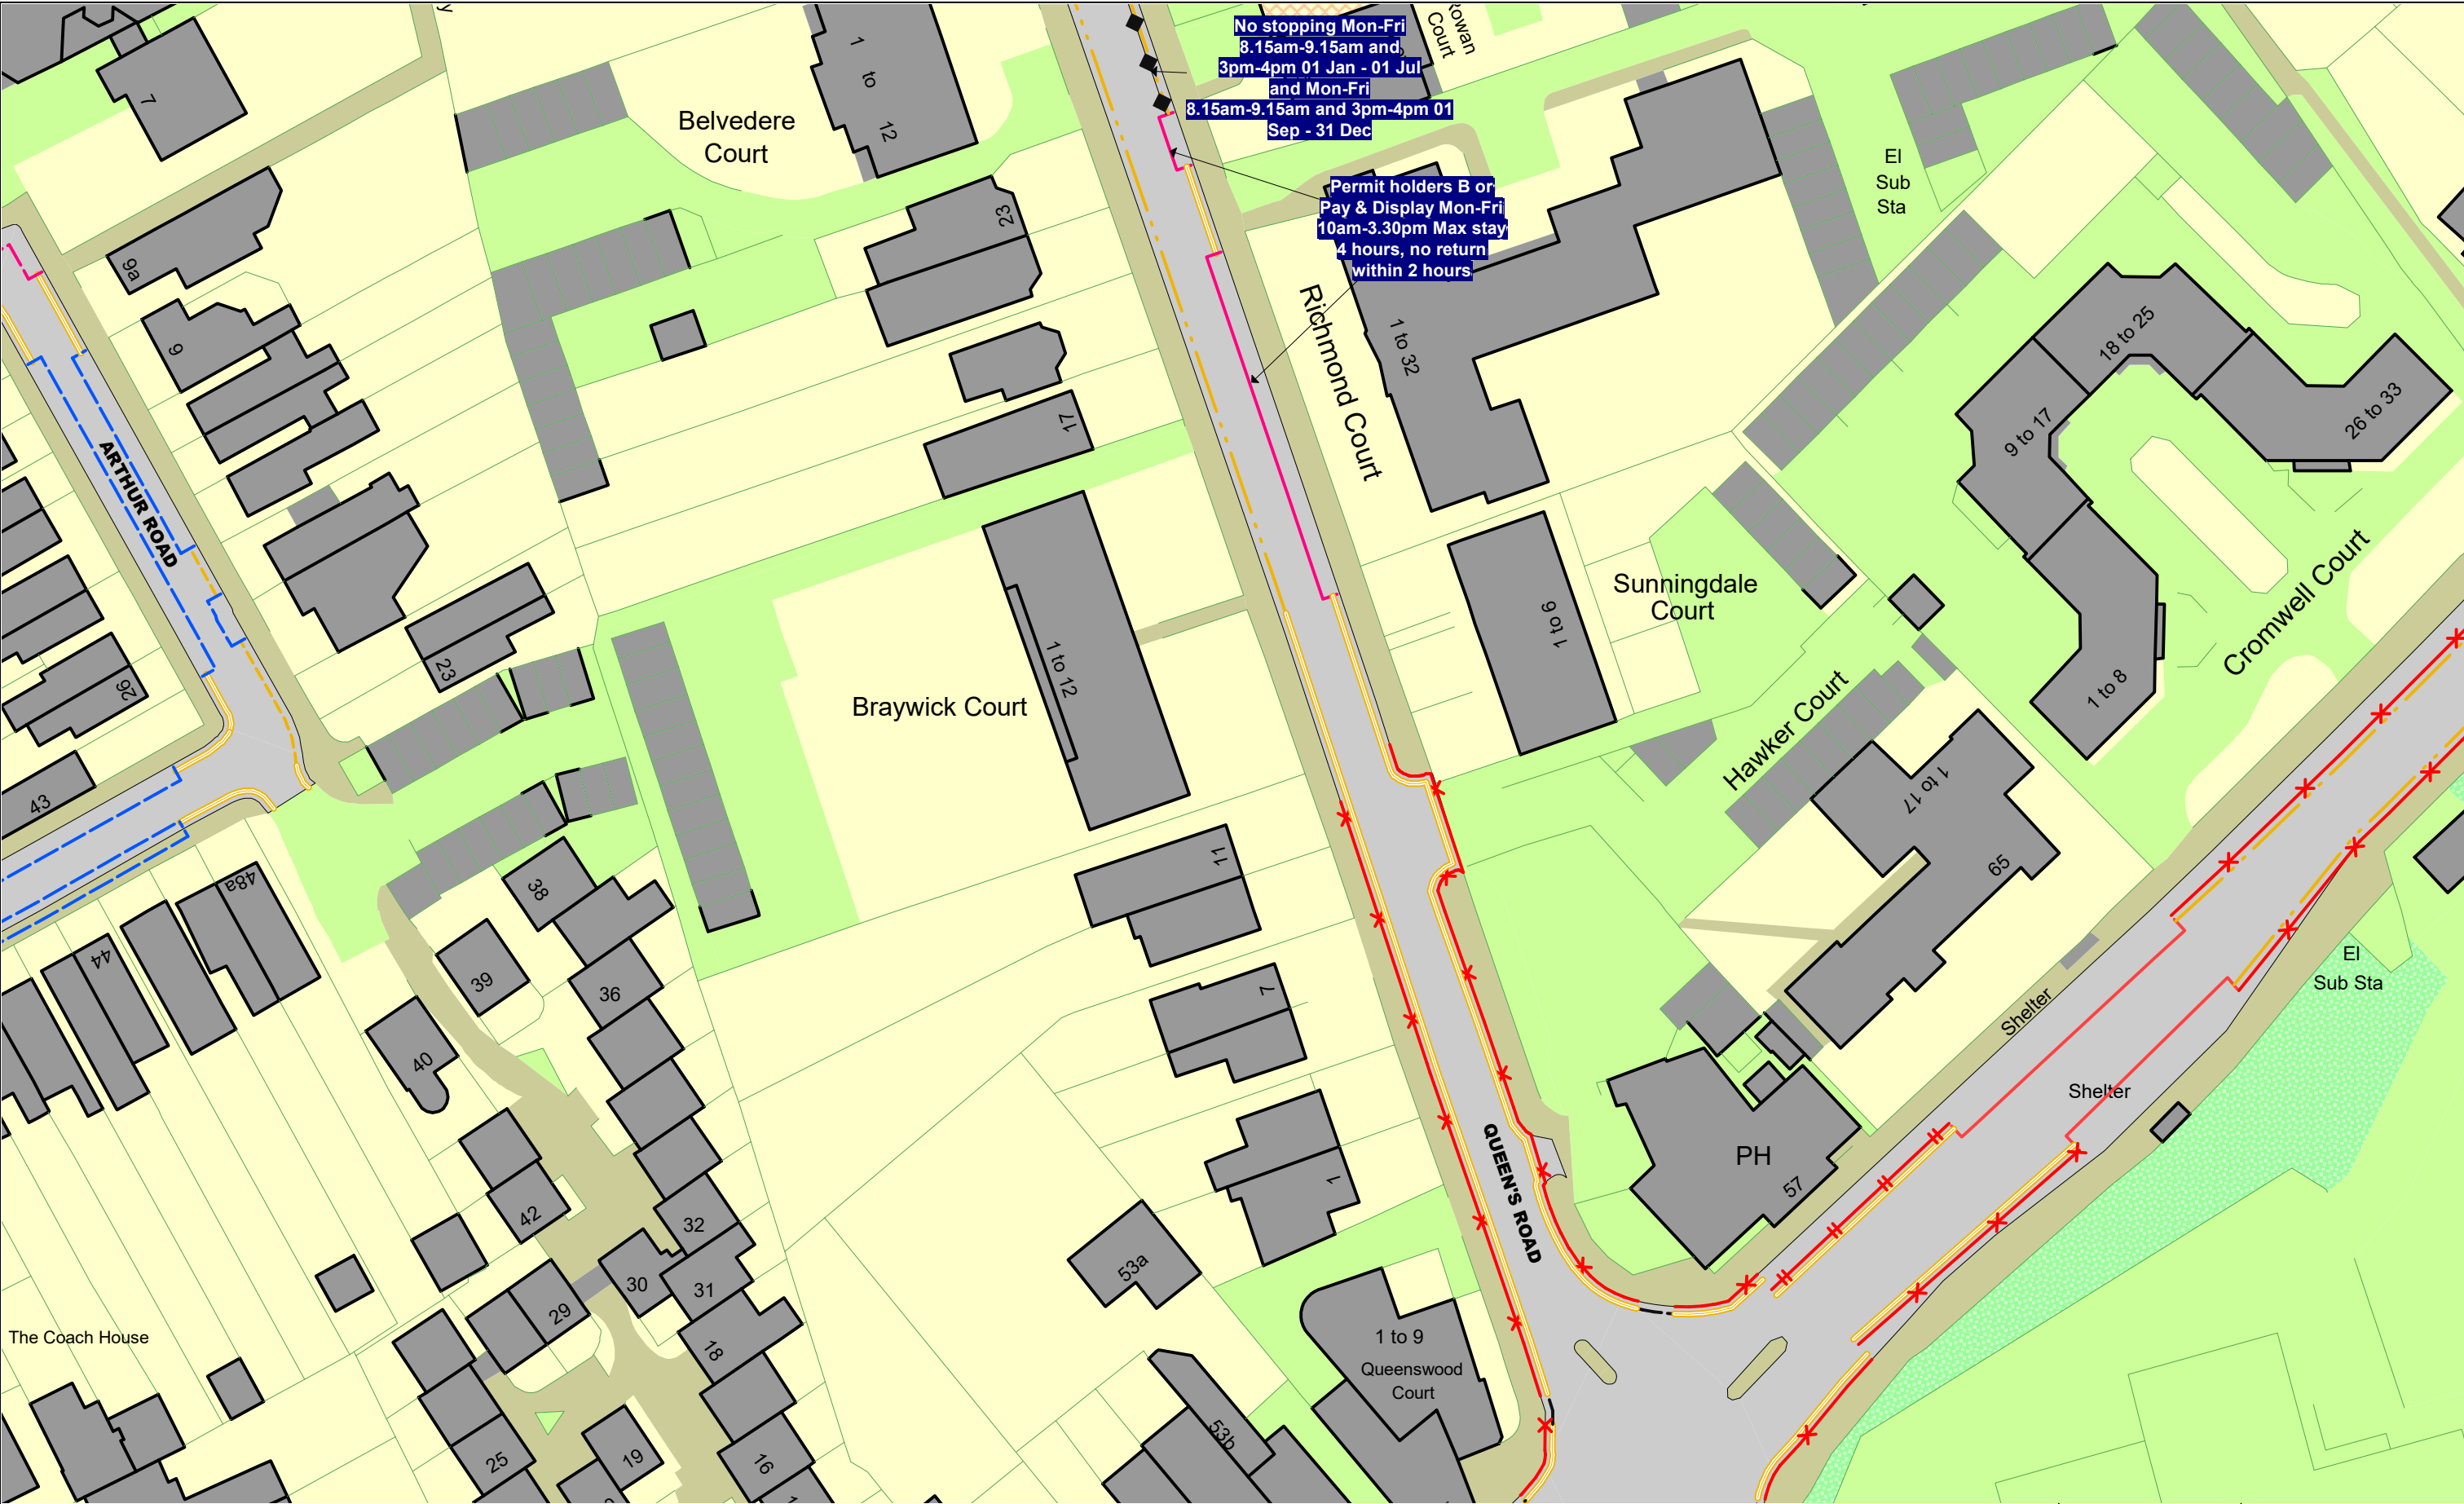 No stopping Mon-Fri
8.15am-9.15am and
3pm-4pm 01 Jan - 01 Jul
and Mon-Fri
8.15am-9.15am and 3pm-4pm 01
Sep - 31 Dec
Rowan
Court
7
1
to
12
Belvedere
Court
Permit holders B or
Pay & Display Mon-Fri
10am-3.30pm Max stay
4 hours, no return
within 2 hours
El
Sub
Sta
23
9a
9
17
Richmond Court
1 to 32
18 to 25
9 to 17
26 to 33
ARTHUR ROAD
Sunningdale
Court
1 to 6
Cromwell Court
1 to 8
23
26
1 to 12
Braywick Court
Hawker Court
1 to 17
65
43
11
48a
38
44
39
36
7
El
Sub Sta
Shelter
Shelter
40
QUEEN'S ROAD
PH
57
1
42
32
53a
30
31
29
18
The Coach House
1 to 9
Queenswood
Court
53b
25
19
16